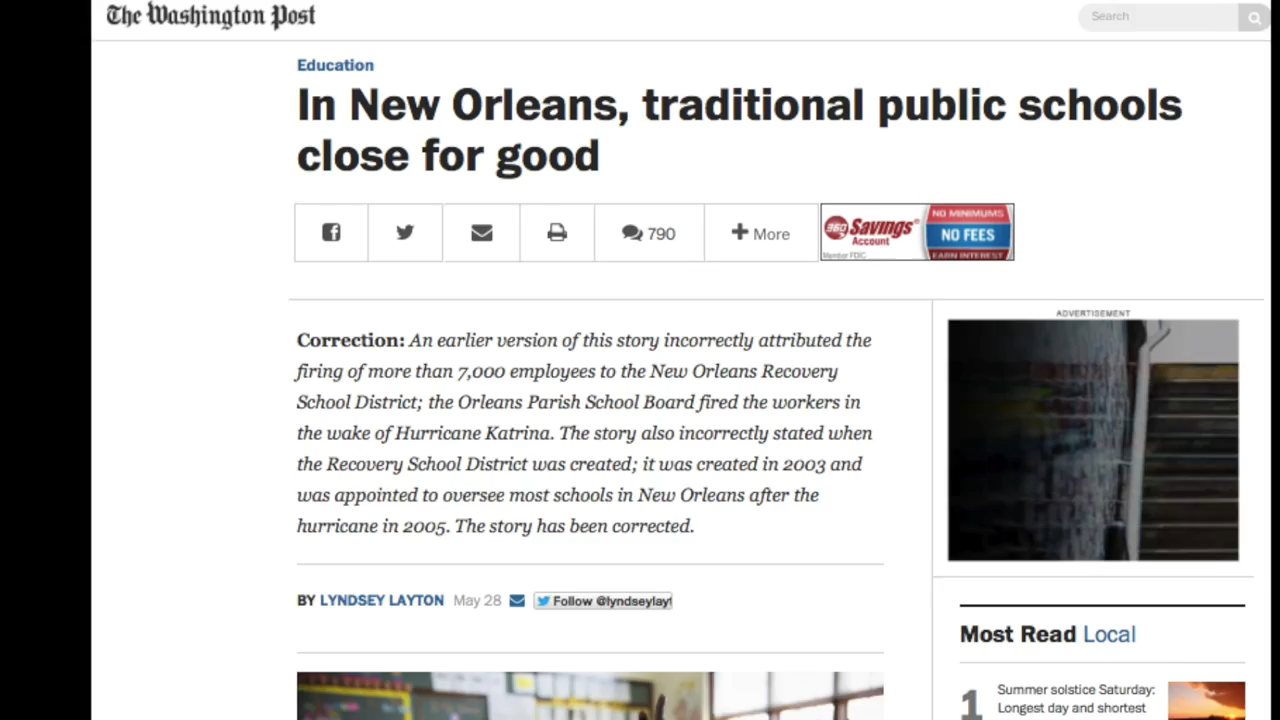 The Washington Post
Search
Education
In New Orleans, traditional public schools
close for good
790
More
360 Savings®
Account
Member FDIC
NO MINIMUMS
NO FEES
EARN INTEREST
Correction: An earlier version of this story incorrectly attributed the
firing of more than 7,000 employees to the New Orleans Recovery
School District; the Orleans Parish School Board fired the workers in
the wake of Hurricane Katrina. The story also incorrectly stated when
the Recovery School District was created; it was created in 2003 and
was appointed to oversee most schools in New Orleans after the
hurricane in 2005. The story has been corrected.
ADVERTISEMENT
BY LYNDSEY LAYTON May 28
Follow @lyndseylayt
Most Read Local
1
Summer solstice Saturday:
Longest day and shortest